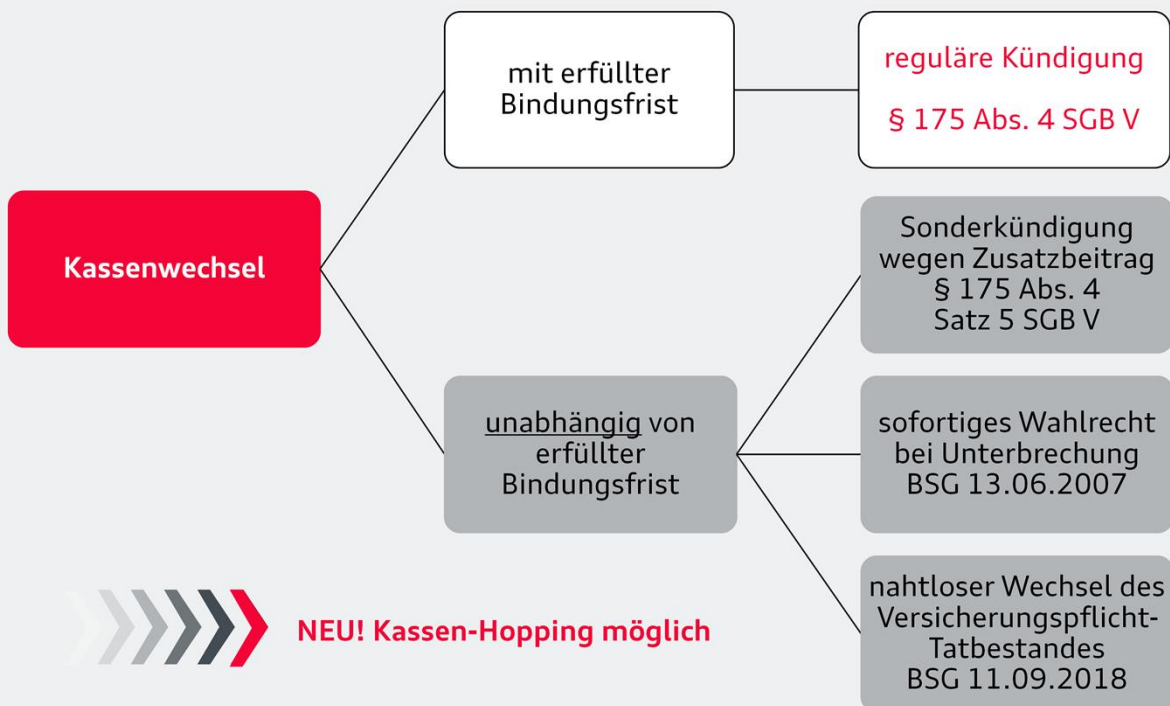 Kassenwechsel
mit erfüllter
Bindungsfrist
reguläre Kündigung
§ 175 Abs. 4 SGB V
unabhängig von
erfüllter
Bindungsfrist
Sonderkündigung
wegen Zusatzbeitrag
§ 175 Abs. 4
Satz 5 SGB V
sofortiges Wahlrecht
bei Unterbrechung
BSG 13.06.2007
nahtloser Wechsel des
Versicherungspflicht-
Tatbestandes
BSG 11.09.2018
NEU! Kassen-Hopping möglich